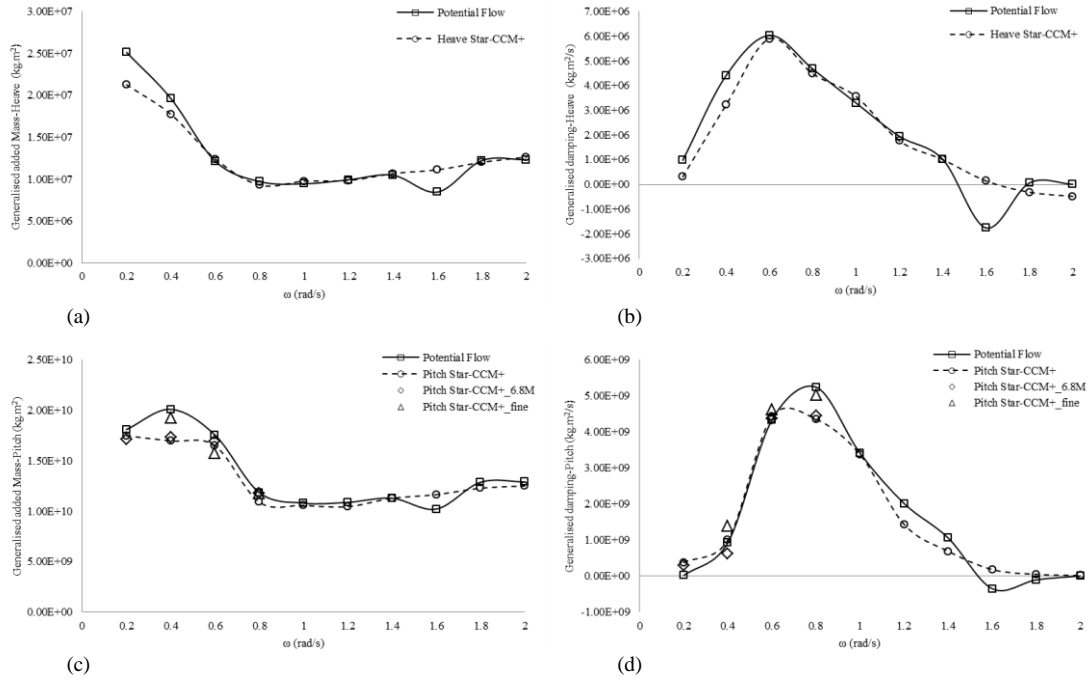 Generalised added Mass-Heave (kg.m²)
3.00E+07
2.50E+07
2.00E+07
1.50E+07
1.00E+07
5.00E+06
0.00E+00
0 0.2 0.4 0.6 0.8 1 1.2 1.4 1.6 1.8 2
ω (rad/s)
Potential Flow
Heave Star-CCM+
(a)
Generalised damping-Heave (kg.m²/s)
7.00E+06
6.00E+06
5.00E+06
4.00E+06
3.00E+06
2.00E+06
1.00E+06
0.00E+00
-1.00E+06
-2.00E+06
-3.00E+06
0 0.2 0.4 0.6 0.8 1 1.2 1.4 1.6 1.8 2
ω (rad/s)
Potential Flow
Heave Star-CCM+
(b)
Generalised added Mass-Pitch (kg.m²)
2.50E+10
2.00E+10
1.50E+10
1.00E+10
5.00E+09
0.00E+00
0 0.2 0.4 0.6 0.8 1 1.2 1.4 1.6 1.8 2
ω (rad/s)
Potential Flow
Pitch Star-CCM+
Pitch Star-CCM+_6.8M
Pitch Star-CCM+_fine
(c)
Generalised damping-Pitch (kg.m²/s)
6.00E+09
5.00E+09
4.00E+09
3.00E+09
2.00E+09
1.00E+09
0.00E+00
-1.00E+09
0 0.2 0.4 0.6 0.8 1 1.2 1.4 1.6 1.8 2
ω (rad/s)
Potential Flow
Pitch Star-CCM+
Pitch Star-CCM+_6.8M
Pitch Star-CCM+_fine
(d)